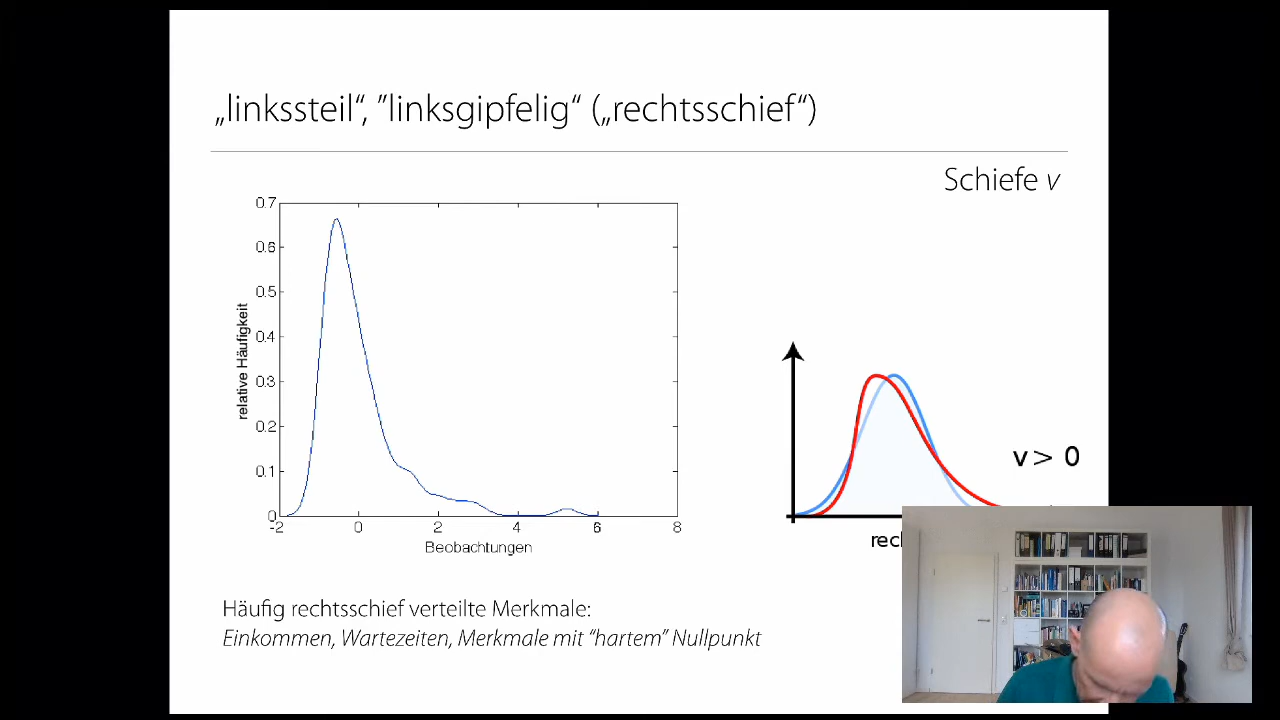 „linkssteil“, ”linksgipfelig“ („rechtsschief“)
Schiefe v
0.7
0.6
0.5
0.4
0.3
0.2
0.1
0
relative Häufigkeit
-2 0 2 4 6 8
Beobachtungen
v > 0
Häufig rechtsschief verteilte Merkmale:
Einkommen, Wartezeiten, Merkmale mit “hartem” Nullpunkt